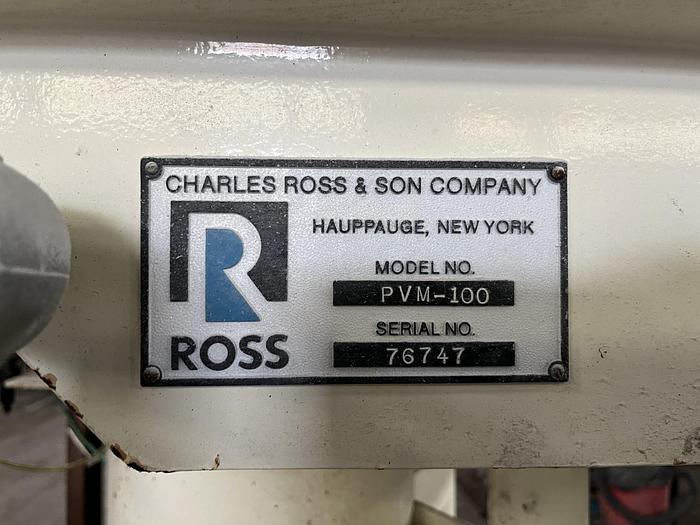 CHARLES ROSS & SON COMPANY
R
ROSS
HAUPPAUGE, NEW YORK
MODEL NO.
PVM-100
SERIAL NO.
76747